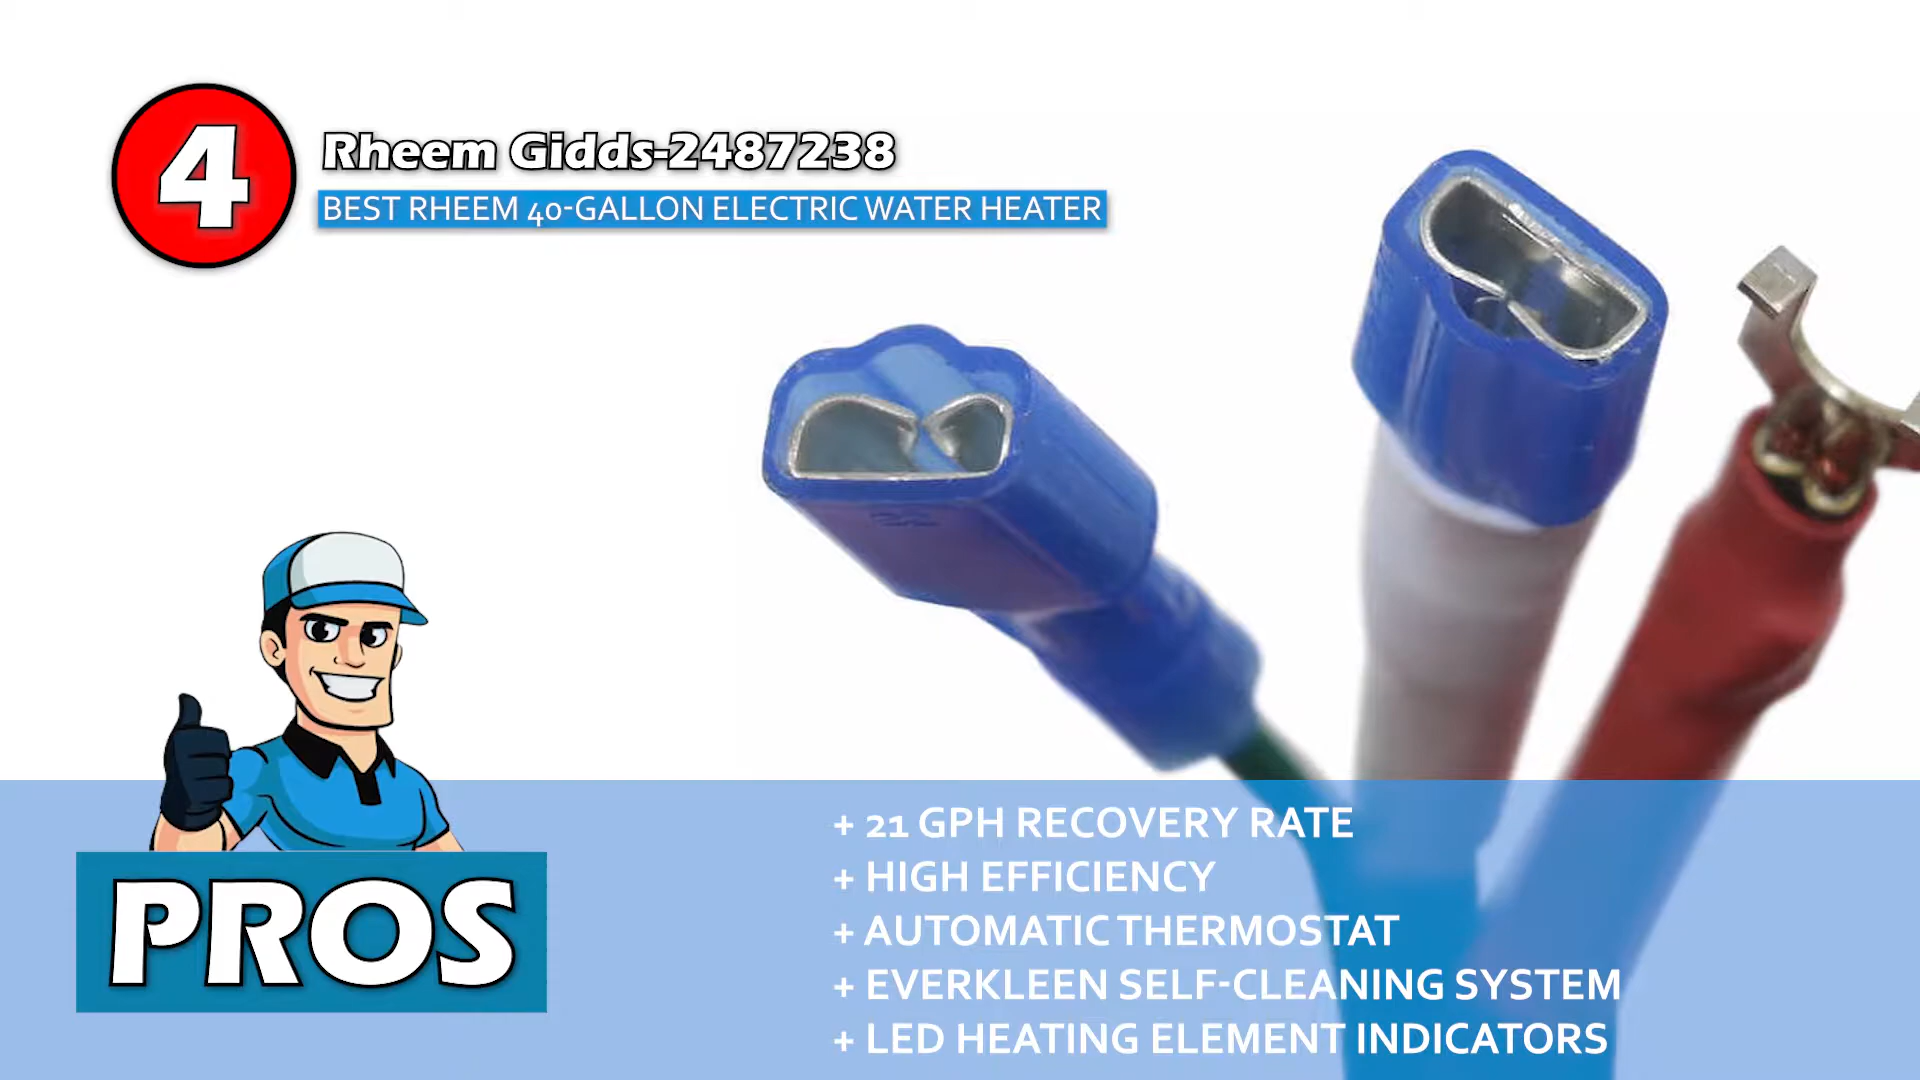 4
Rheem Gidds-2487238
BEST RHEEM 40-GALLON ELECTRIC WATER HEATER
+ 21 GPH RECOVERY RATE
+ HIGH EFFICIENCY
+ AUTOMATIC THERMOSTAT
+ EVERKLEEN SELF-CLEANING SYSTEM
+ LED HEATING ELEMENT INDICATORS
PROS